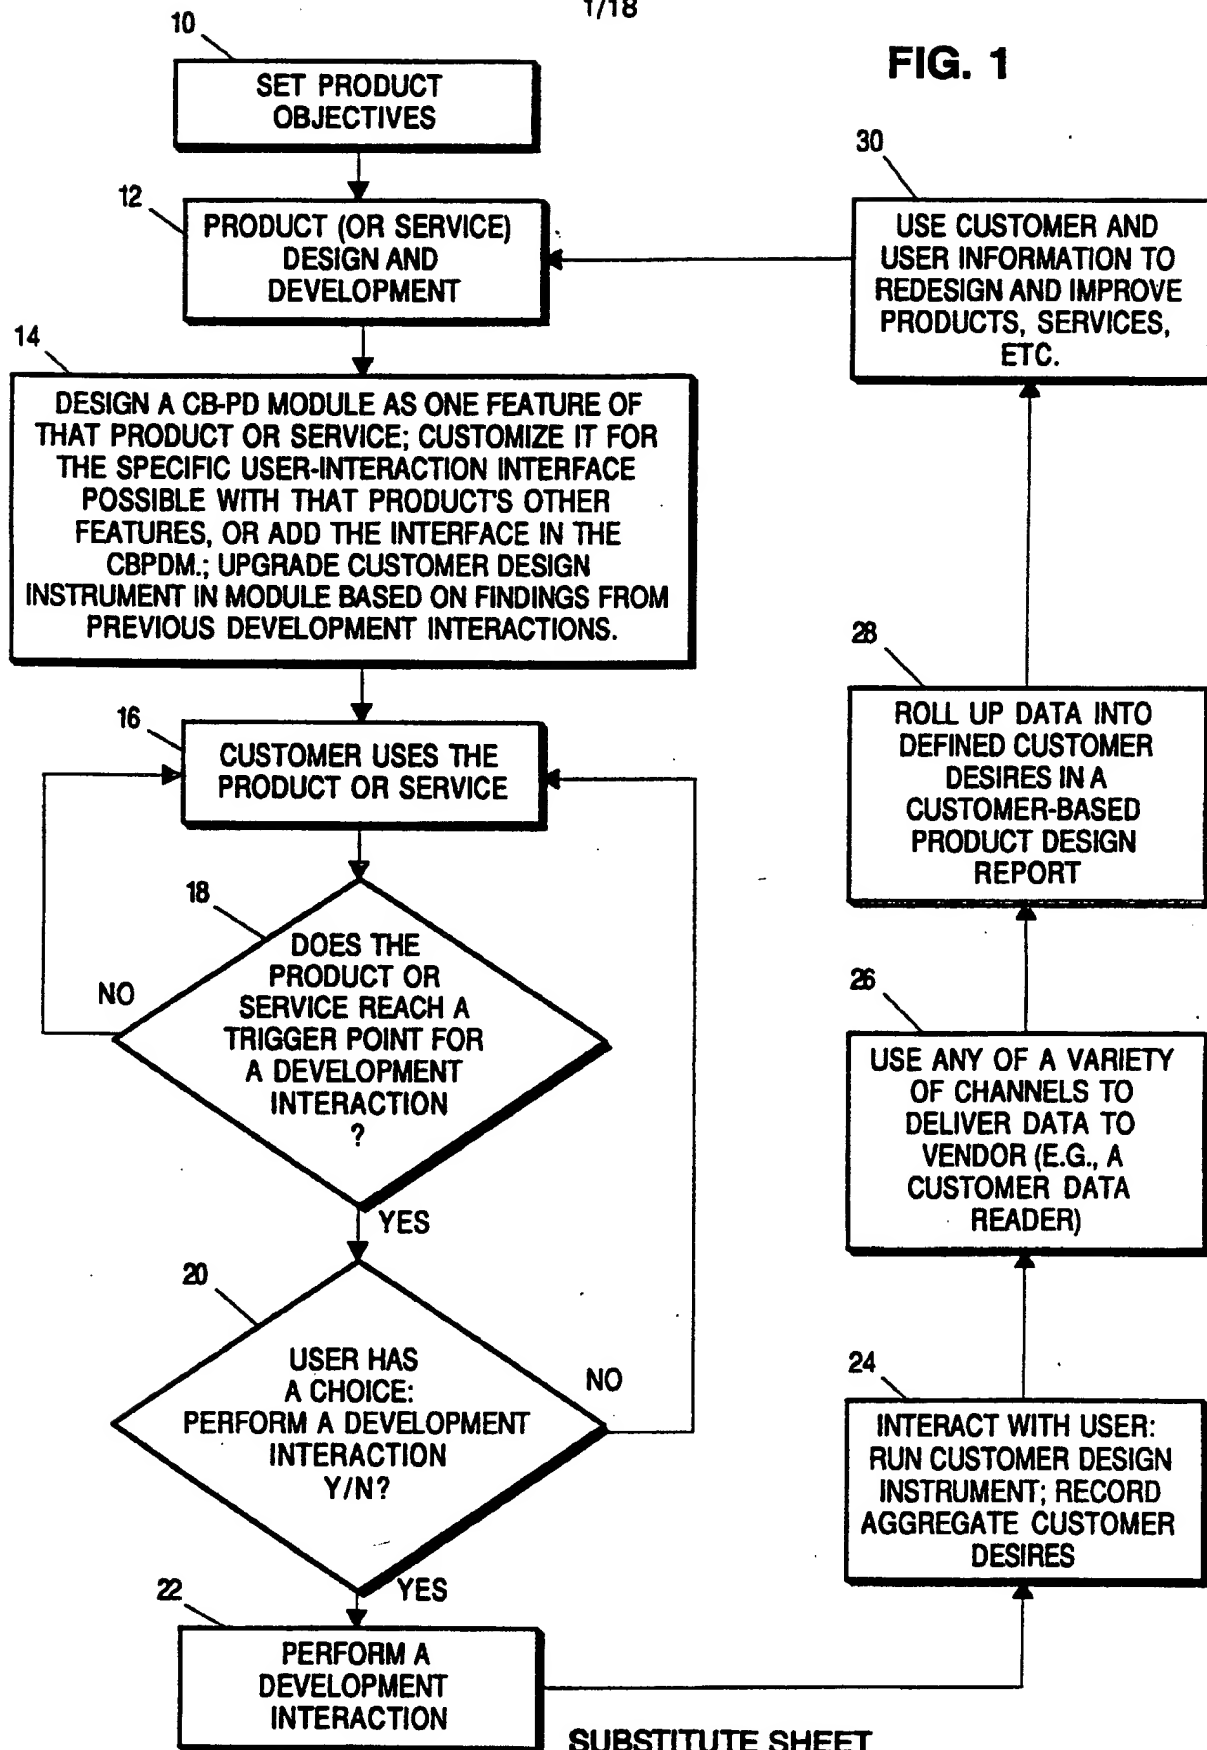 1/18
FIG. 1
10
SET PRODUCT
OBJECTIVES
12
PRODUCT (OR SERVICE)
DESIGN AND
DEVELOPMENT
14
DESIGN A CB-PD MODULE AS ONE FEATURE OF
THAT PRODUCT OR SERVICE; CUSTOMIZE IT FOR
THE SPECIFIC USER-INTERACTION INTERFACE
POSSIBLE WITH THAT PRODUCT'S OTHER
FEATURES, OR ADD THE INTERFACE IN THE
CBPDM.; UPGRADE CUSTOMER DESIGN
INSTRUMENT IN MODULE BASED ON FINDINGS FROM
PREVIOUS DEVELOPMENT INTERACTIONS.
16
CUSTOMER USES THE
PRODUCT OR SERVICE
18
DOES THE
PRODUCT OR
SERVICE REACH A
TRIGGER POINT FOR
A DEVELOPMENT
INTERACTION
?
NO
YES
20
USER HAS
A CHOICE:
PERFORM A DEVELOPMENT
INTERACTION
Y/N?
NO
YES
22
PERFORM A
DEVELOPMENT
INTERACTION
24
INTERACT WITH USER:
RUN CUSTOMER DESIGN
INSTRUMENT; RECORD
AGGREGATE CUSTOMER
DESIRES
26
USE ANY OF A VARIETY
OF CHANNELS TO
DELIVER DATA TO
VENDOR (E.G., A
CUSTOMER DATA
READER)
28
ROLL UP DATA INTO
DEFINED CUSTOMER
DESIRES IN A
CUSTOMER-BASED
PRODUCT DESIGN
REPORT
30
USE CUSTOMER AND
USER INFORMATION TO
REDESIGN AND IMPROVE
PRODUCTS, SERVICES,
ETC.
SUBSTITUTE SHEET